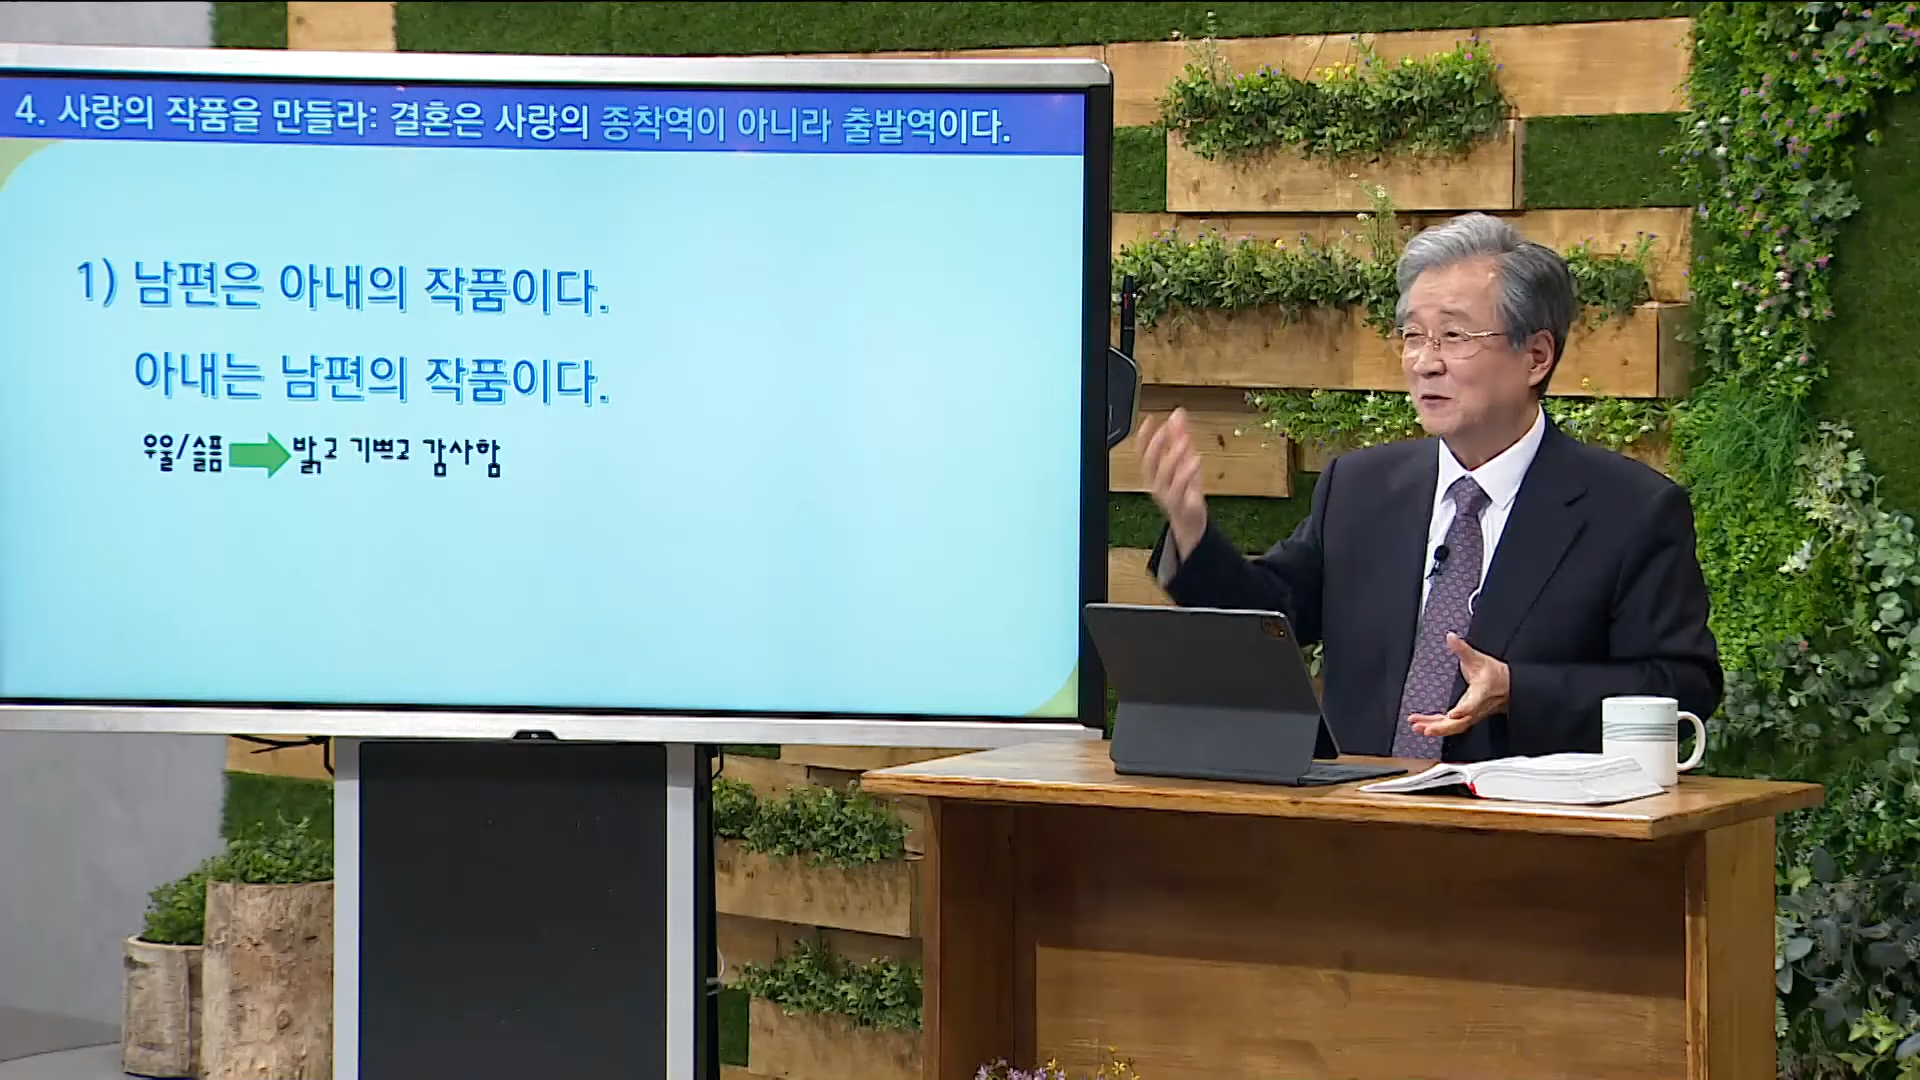 4. 사랑의 작품을 만들라: 결혼은 사랑의 종착역이 아니라 출발역이다.
1) 남편은 아내의 작품이다.
아내는 남편의 작품이다.
우울/슬픔 밝고 기쁘고 감사함